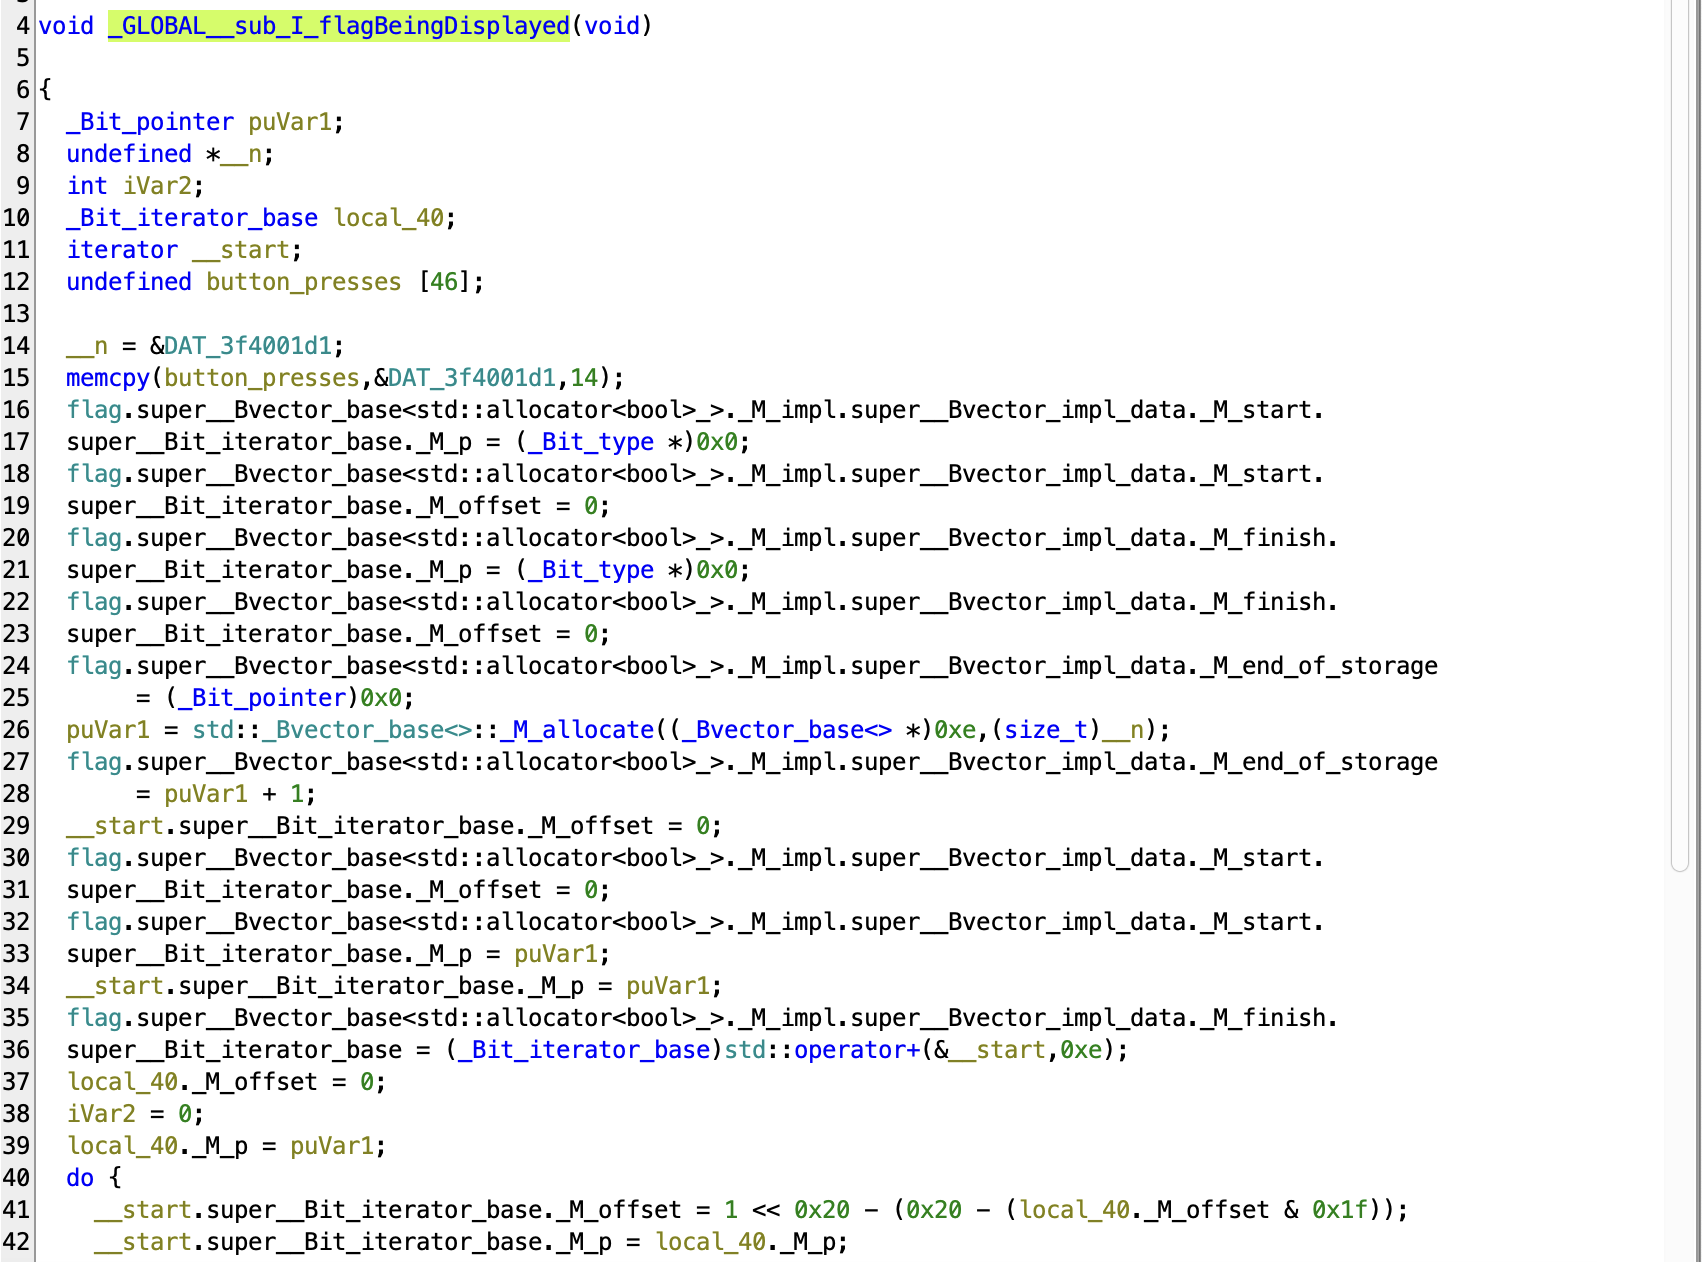 4 void _GLOBAL__sub_I_flagBeingDisplayed(void)
5
6 {
7   _Bit_pointer puVar1;
8   undefined *__n;
9   int iVar2;
10   _Bit_iterator_base local_40;
11   iterator __start;
12   undefined button_presses [46];
13
14   __n = &DAT_3f4001d1;
15   memcpy(button_presses,&DAT_3f4001d1,14);
16   flag.super__Bvector_base<std::allocator<bool>_>._M_impl.super__Bvector_impl_data._M_start.
17   super__Bit_iterator_base._M_p = (_Bit_type *)0x0;
18   flag.super__Bvector_base<std::allocator<bool>_>._M_impl.super__Bvector_impl_data._M_start.
19   super__Bit_iterator_base._M_offset = 0;
20   flag.super__Bvector_base<std::allocator<bool>_>._M_impl.super__Bvector_impl_data._M_finish.
21   super__Bit_iterator_base._M_p = (_Bit_type *)0x0;
22   flag.super__Bvector_base<std::allocator<bool>_>._M_impl.super__Bvector_impl_data._M_finish.
23   super__Bit_iterator_base._M_offset = 0;
24   flag.super__Bvector_base<std::allocator<bool>_>._M_impl.super__Bvector_impl_data._M_end_of_storage
25        = (_Bit_pointer)0x0;
26   puVar1 = std::_Bvector_base<>::_M_allocate((_Bvector_base<> *)0xe,(size_t)__n);
27   flag.super__Bvector_base<std::allocator<bool>_>._M_impl.super__Bvector_impl_data._M_end_of_storage
28        = puVar1 + 1;
29   __start.super__Bit_iterator_base._M_offset = 0;
30   flag.super__Bvector_base<std::allocator<bool>_>._M_impl.super__Bvector_impl_data._M_start.
31   super__Bit_iterator_base._M_offset = 0;
32   flag.super__Bvector_base<std::allocator<bool>_>._M_impl.super__Bvector_impl_data._M_start.
33   super__Bit_iterator_base._M_p = puVar1;
34   __start.super__Bit_iterator_base._M_p = puVar1;
35   flag.super__Bvector_base<std::allocator<bool>_>._M_impl.super__Bvector_impl_data._M_finish.
36   super__Bit_iterator_base = (_Bit_iterator_base)std::operator+(&__start,0xe);
37   local_40._M_offset = 0;
38   iVar2 = 0;
39   local_40._M_p = puVar1;
40   do {
41     __start.super__Bit_iterator_base._M_offset = 1 << 0x20 - (0x20 - (local_40._M_offset & 0x1f));
42     __start.super__Bit_iterator_base._M_p = local_40._M_p;